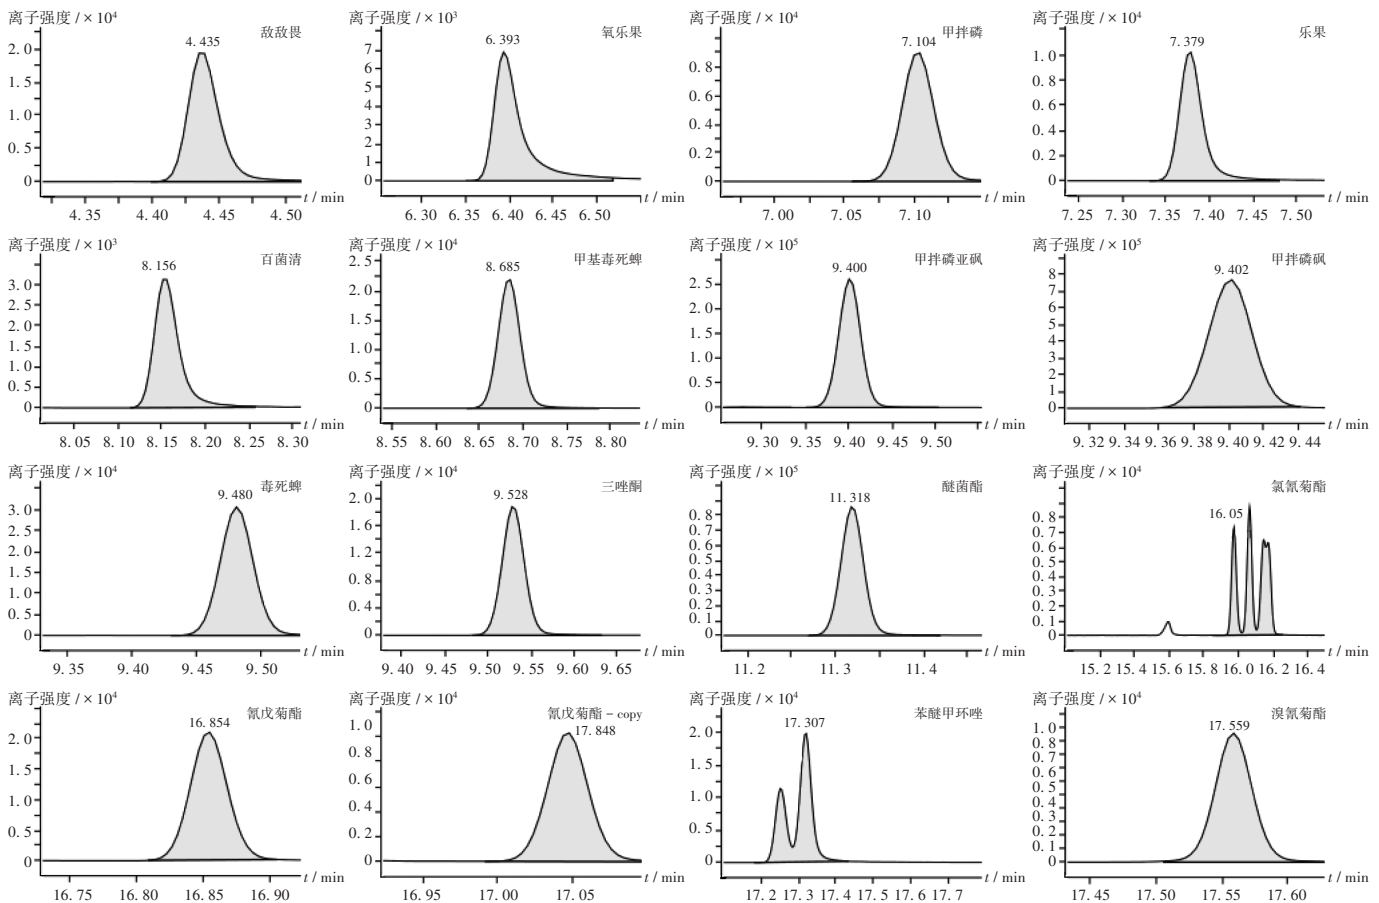 离子强度 / × 10⁴
敌敌畏
4. 435
2. 0
1. 5
1. 0
0. 5
0
4. 35 4. 40 4. 45 4. 50
t / min
离子强度 / × 10³
氧乐果
6. 393
7
6
5
4
3
2
1
0
6. 30 6. 35 6. 40 6. 45 6. 50
t / min
离子强度 / × 10⁴
甲拌磷
7. 104
0. 8
0. 6
0. 4
0. 2
0
7. 00 7. 05 7. 10
t / min
离子强度 / × 10⁴
乐果
7. 379
1. 0
0. 8
0. 6
0. 4
0. 2
0
7. 25 7. 30 7. 35 7. 40 7. 45 7. 50
t / min
离子强度 / × 10³
百菌清
8. 156
3. 0
2. 5
2. 0
1. 5
1. 0
0. 5
0
8. 05 8. 10 8. 15 8. 20 8. 25 8. 30
t / min
离子强度 / × 10⁴
甲基毒死蜱
8. 685
2. 5
2. 0
1. 5
1. 0
0. 5
0
8. 55 8. 60 8. 65 8. 70 8. 75 8. 80
t / min
离子强度 / × 10⁵
甲拌磷亚砜
9. 400
2. 5
2. 0
1. 5
1. 0
0. 5
0
9. 30 9. 35 9. 40 9. 45 9. 50
t / min
离子强度 / × 10⁵
甲拌磷砜
9. 402
8
7
6
5
4
3
2
1
0
9. 32 9. 34 9. 36 9. 38 9. 40 9. 42 9. 44
t / min
离子强度 / × 10⁴
毒死蜱
9. 480
3. 0
2. 5
2. 0
1. 5
1. 0
0. 5
0
9. 35 9. 40 9. 45 9. 50
t / min
离子强度 / × 10⁴
三唑酮
9. 528
2. 0
1. 6
1. 2
0. 8
0. 4
0
9. 40 9. 45 9. 50 9. 55 9. 60 9. 65
t / min
离子强度 / × 10⁵
醚菌酯
11. 318
0. 8
0. 7
0. 6
0. 5
0. 4
0. 3
0. 2
0. 1
0
11. 2 11. 3 11. 4
t / min
离子强度 / × 10⁴
氯氰菊酯
16. 05
0. 8
0. 7
0. 6
0. 5
0. 4
0. 3
0. 2
0. 1
0
15. 2 15. 4 15. 6 15. 8 16. 0 16. 2 16. 4
t / min
离子强度 / × 10⁴
氰戊菊酯
16. 854
2. 0
1. 5
1. 0
0. 5
0
16. 75 16. 80 16. 85 16. 90
t / min
离子强度 / × 10⁴
氰戊菊酯 – copy
17. 848
1. 0
0. 8
0. 6
0. 4
0. 2
0
16. 95 17. 00 17. 05
t / min
离子强度 / × 10⁴
苯醚甲环唑
17. 307
2. 0
1. 5
1. 0
0. 5
0
17. 2 17. 3 17. 4 17. 5 17. 6 17. 7
t / min
离子强度 / × 10⁴
溴氰菊酯
17. 559
1. 0
0. 9
0. 8
0. 7
0. 6
0. 5
0. 4
0. 3
0. 2
0. 1
0
17. 45 17. 50 17. 55 17. 60
t / min